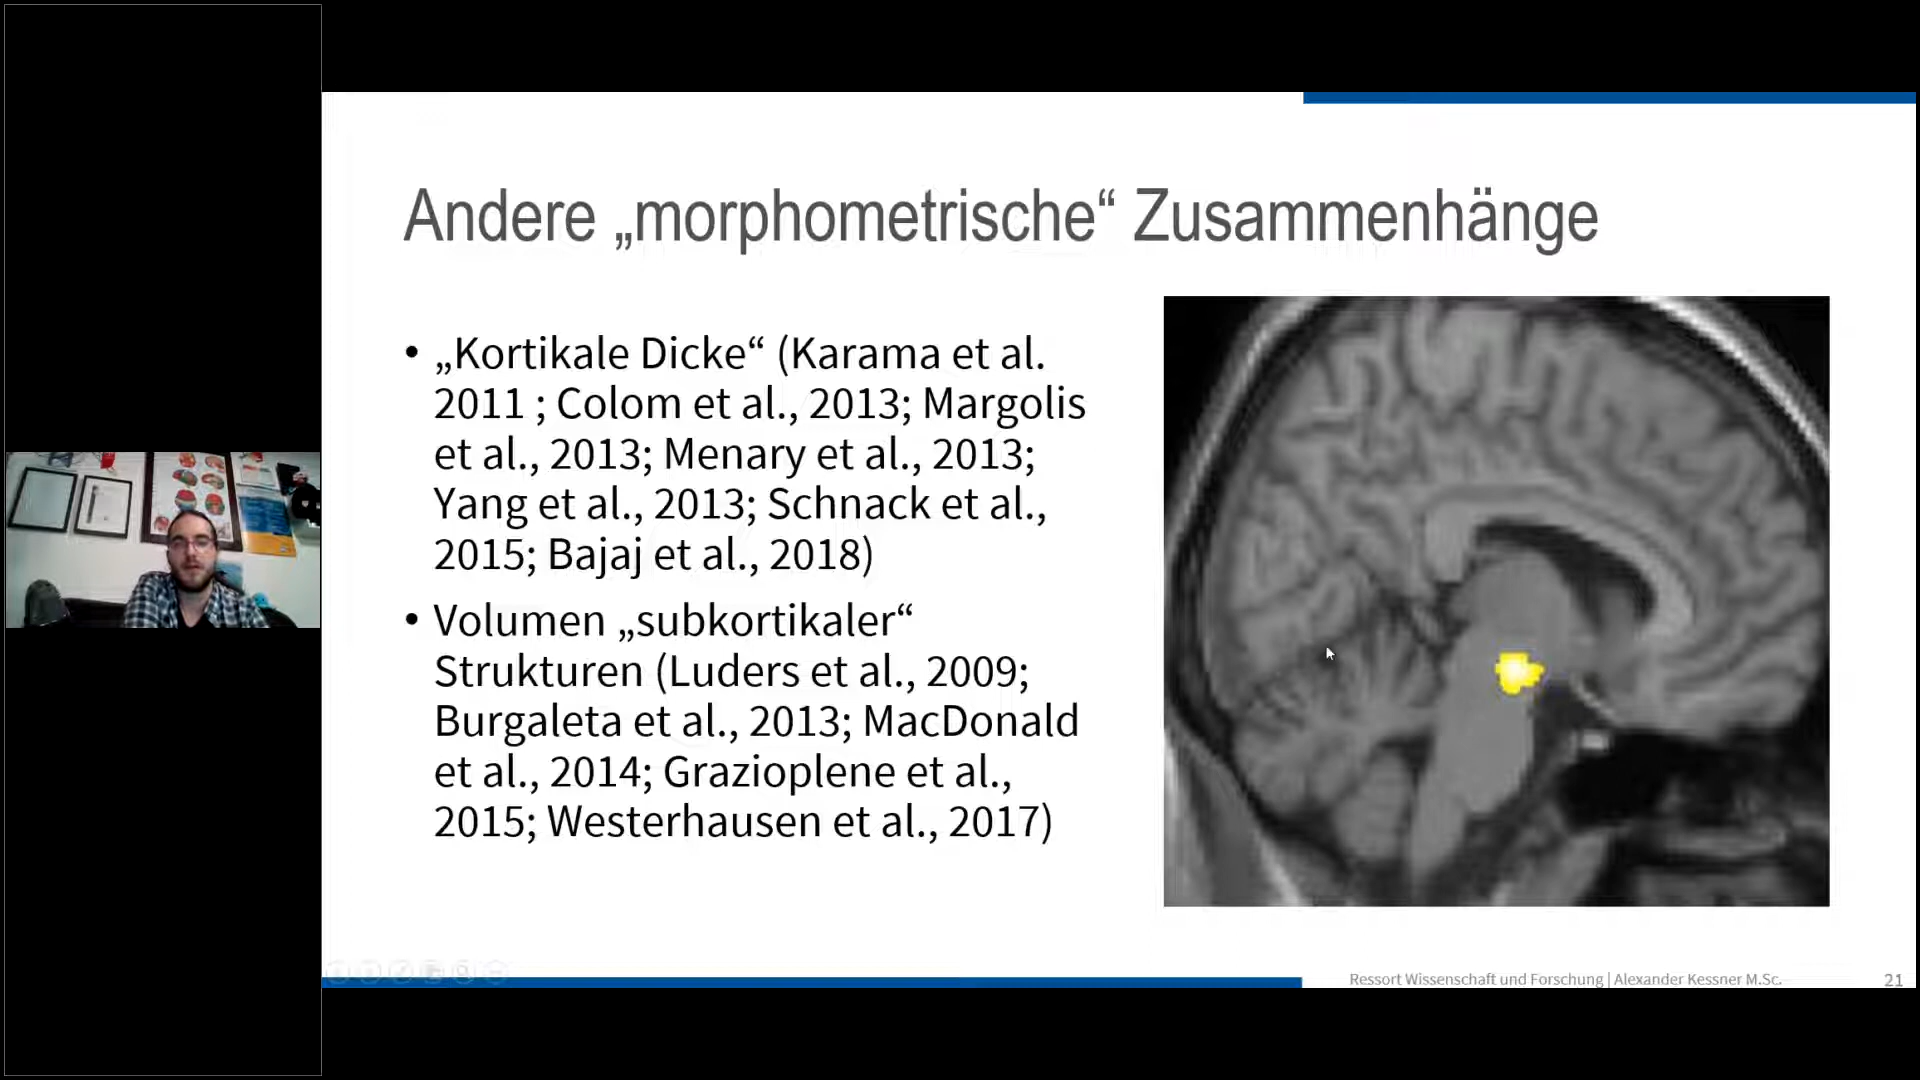 Andere „morphometrische“ Zusammenhänge
• „Kortikale Dicke“ (Karama et al.
2011 ; Colom et al., 2013; Margolis
et al., 2013; Menary et al., 2013;
Yang et al., 2013; Schnack et al.,
2015; Bajaj et al., 2018)
• Volumen „subkortikaler“
Strukturen (Luders et al., 2009;
Burgaleta et al., 2013; MacDonald
et al., 2014; Grazioplene et al.,
2015; Westerhausen et al., 2017)
Ressort Wissenschaft und Forschung | Alexander Kessner M.Sc.
21